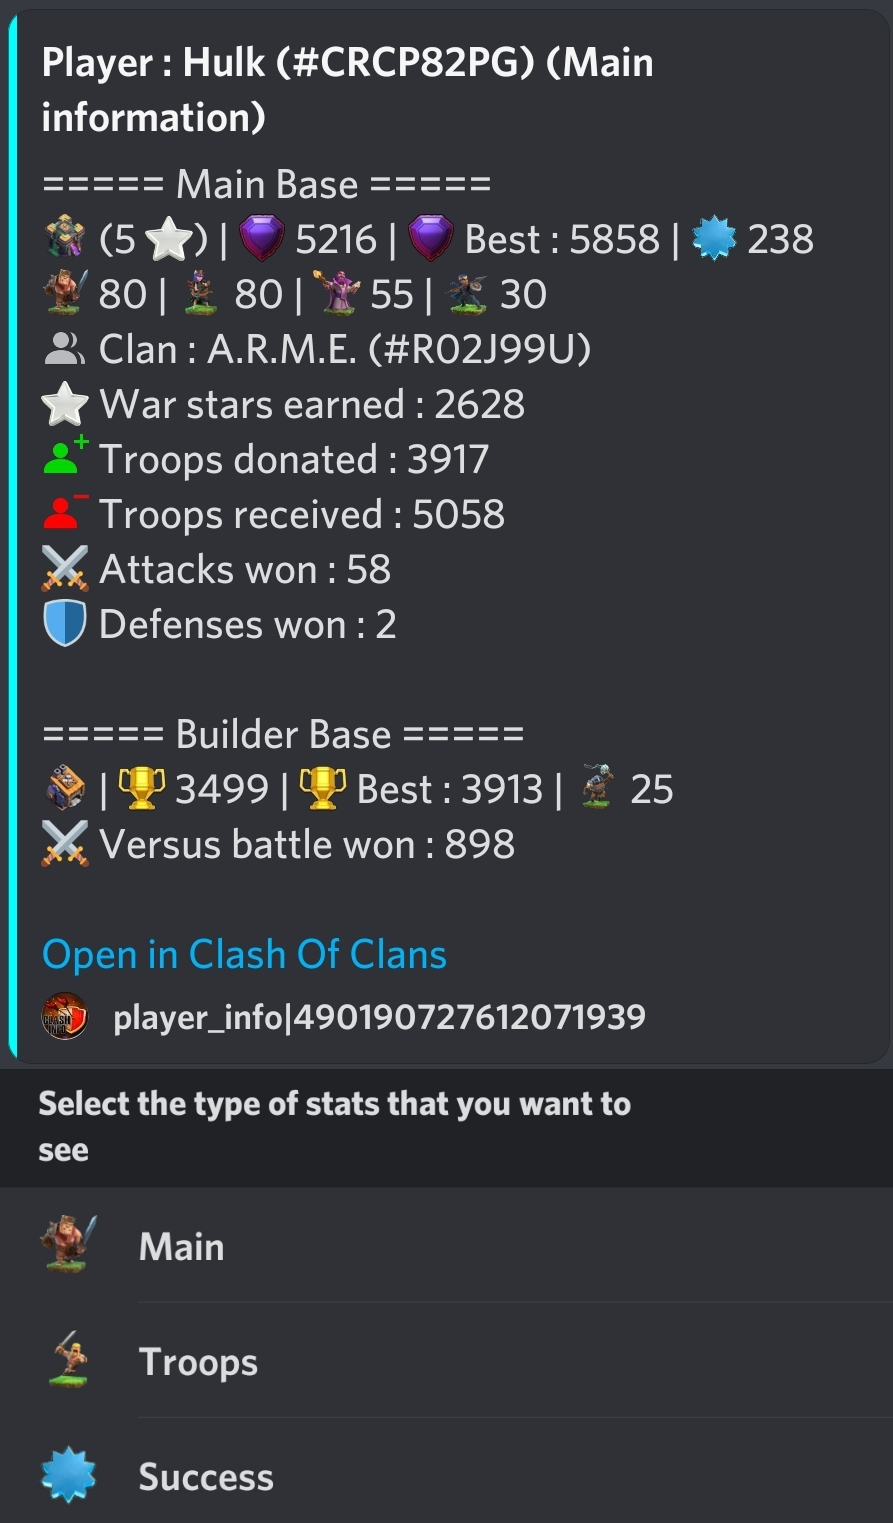 Player : Hulk (#CRCP82PG) (Main
information)
===== Main Base =====
(5 ) | 5216 | Best : 5858 | 238
80 | 80 | 55 | 30
Clan : A.R.M.E. (#R02J99U)
War stars earned : 2628
Troops donated : 3917
Troops received : 5058
Attacks won : 58
Defenses won : 2
===== Builder Base =====
| 3499 | Best : 3913 | 25
Versus battle won : 898
Open in Clash Of Clans
player_info|490190727612071939
Select the type of stats that you want to
see
Main
Troops
Success